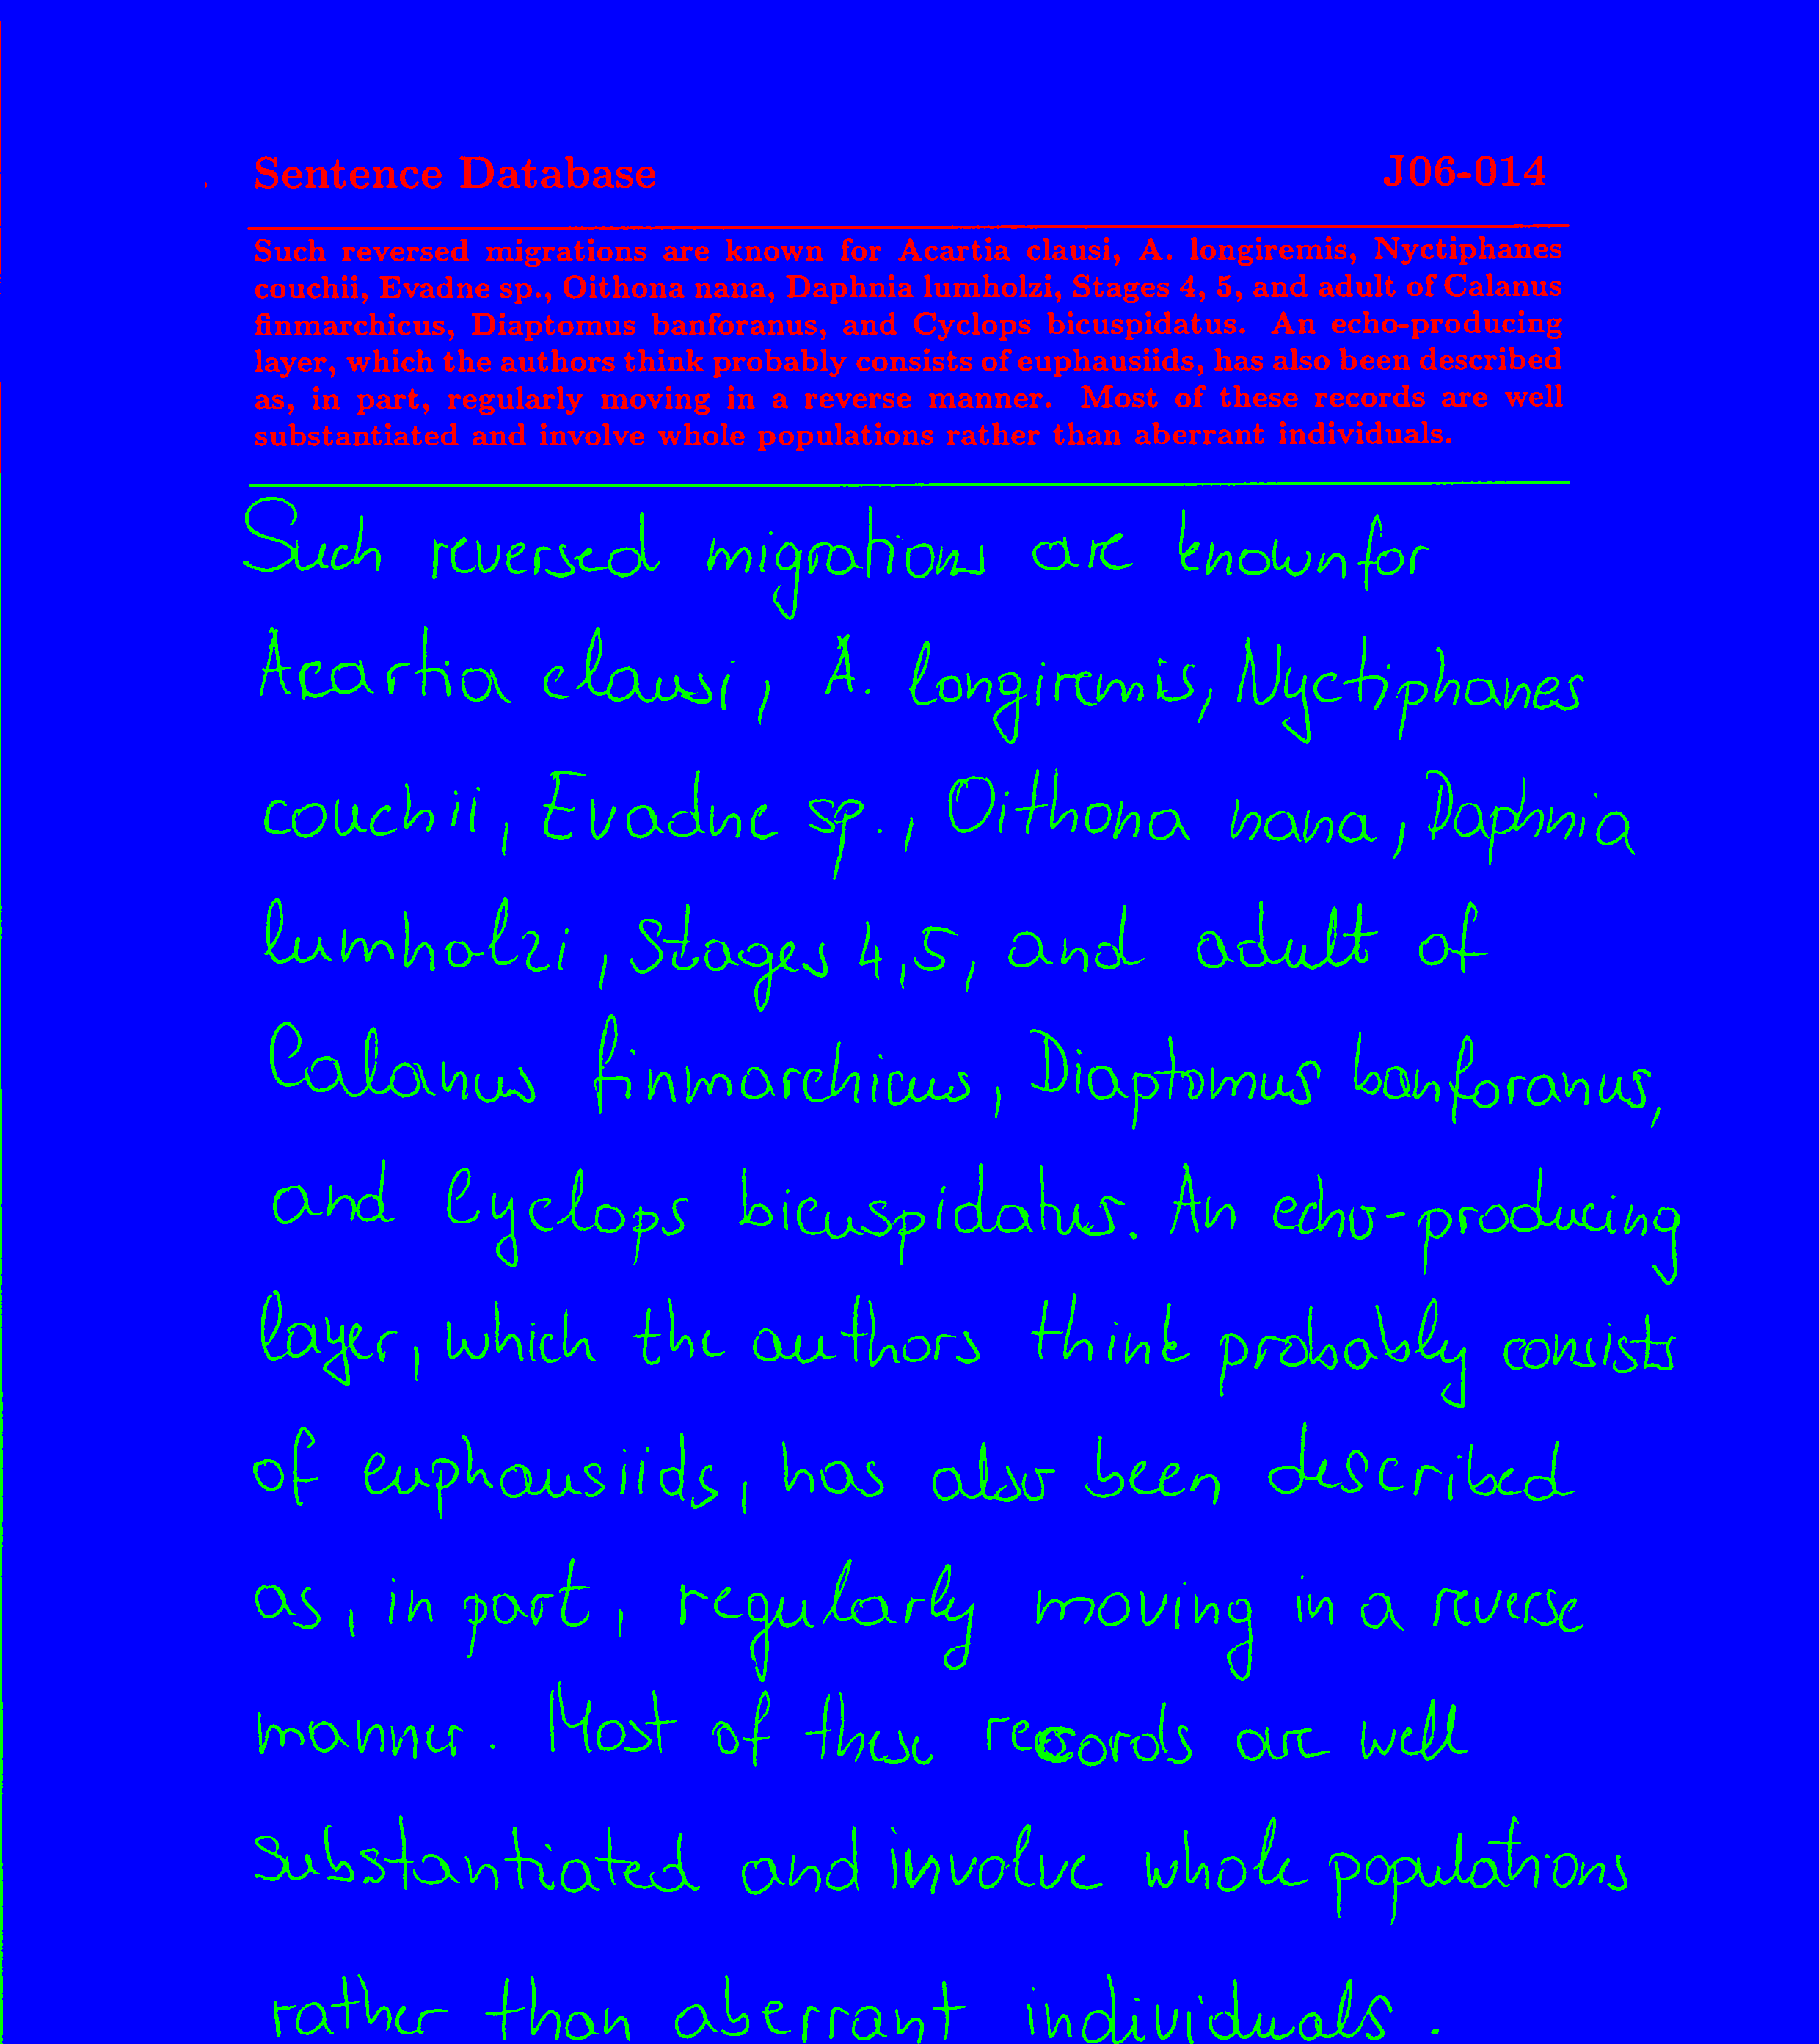 Sentence Database J06-014
Such reversed migrations are known for Acartia clausi, A. longiremis, Nyctiphanes
couchii, Evadne sp., Oithona nana, Daphnia lumholzi, Stages 4, 5, and adult of Calanus
finmarchicus, Diaptomus banforanus, and Cyclops bicuspidatus. An echo-producing
layer, which the authors think probably consists of euphausiids, has also been described
as, in part, regularly moving in a reverse manner. Most of these records are well
substantiated and involve whole populations rather than aberrant individuals.
Such reversed migrations are known for
Acartia clausi, A. longiremis, Nyctiphanes
couchii, Evadne sp., Oithona nana, Daphnia
lumholzi, Stages 4,5, and adult of
Calanus finmarchicus, Diaptomus banforanus,
and Cyclops bicuspidatus. An echo-producing
layer, which the authors think probably consists
of euphausiids, has also been described
as, in part, regularly moving in a reverse
manner. Most of these records are well
substantiated and involve whole populations
rather than aberrant individuals.